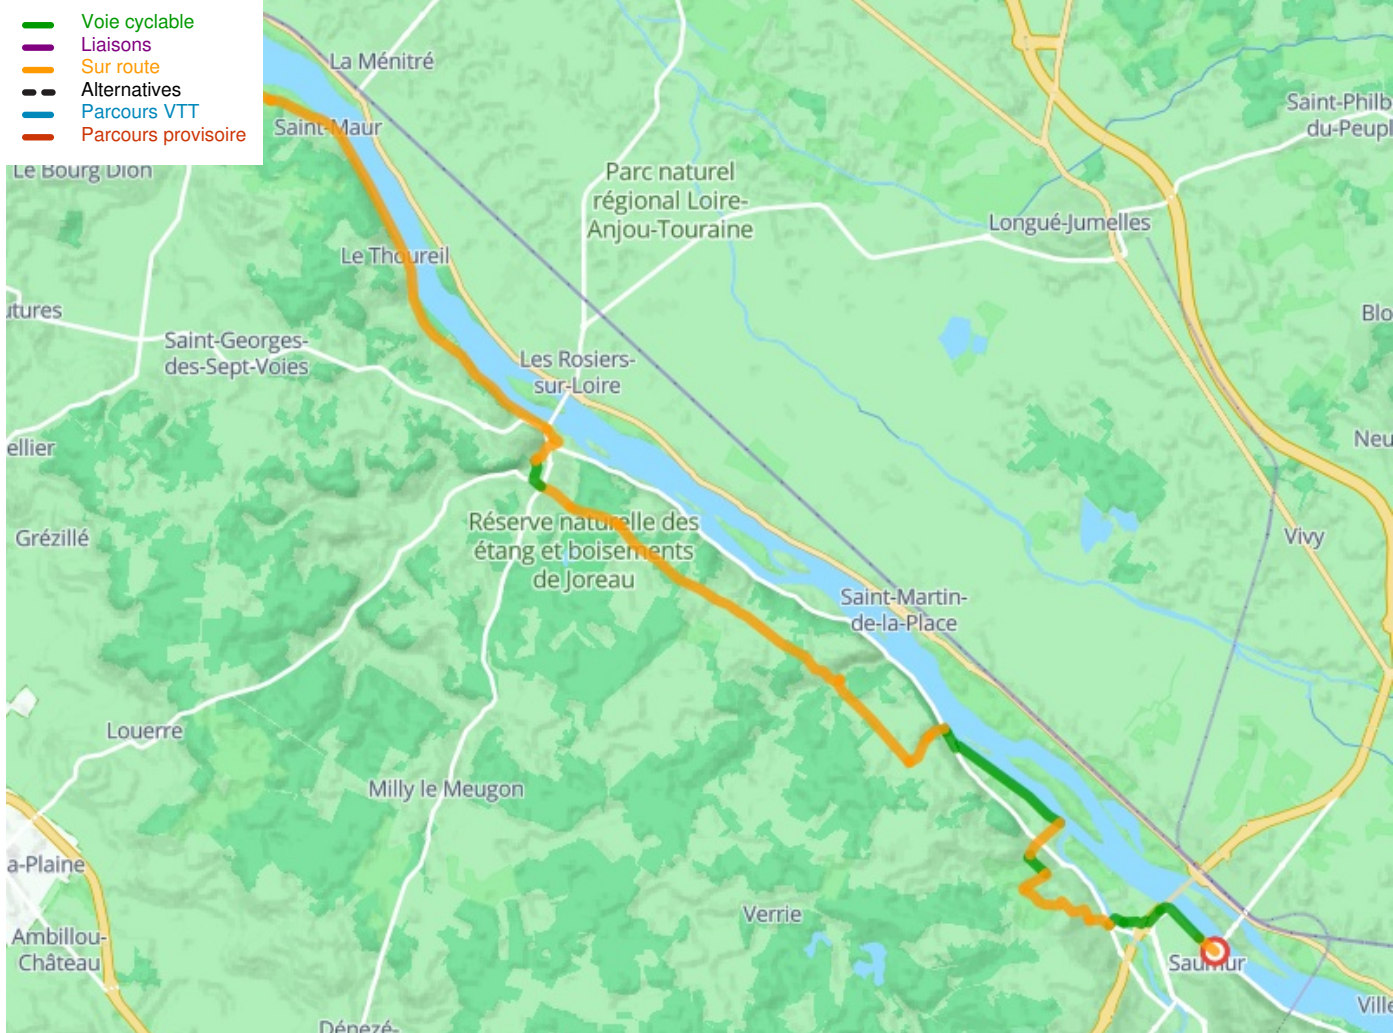 Voie cyclable
Liaisons
Sur route
Alternatives
Parcours VTT
Parcours provisoire
La Ménitré
Saint-Philb
du-Peupl
Saint-Maur
Le Bourg Dion
Parc naturel
régional Loire-
Anjou-Touraine
Longué-Jumelles
Le Thoureil
utures
Blo
Saint-Georges-
des-Sept-Voies
Les Rosiers-
sur-Loire
ellier
Neu
Grézillé
Réserve naturelle des
étang et boisements
de Joreau
Vivy
Saint-Martin-
de-la-Place
Louerre
Milly le Meugon
a-Plaine
Verrie
Ambillou-
Château
Saumur
Ville
Dénezé-